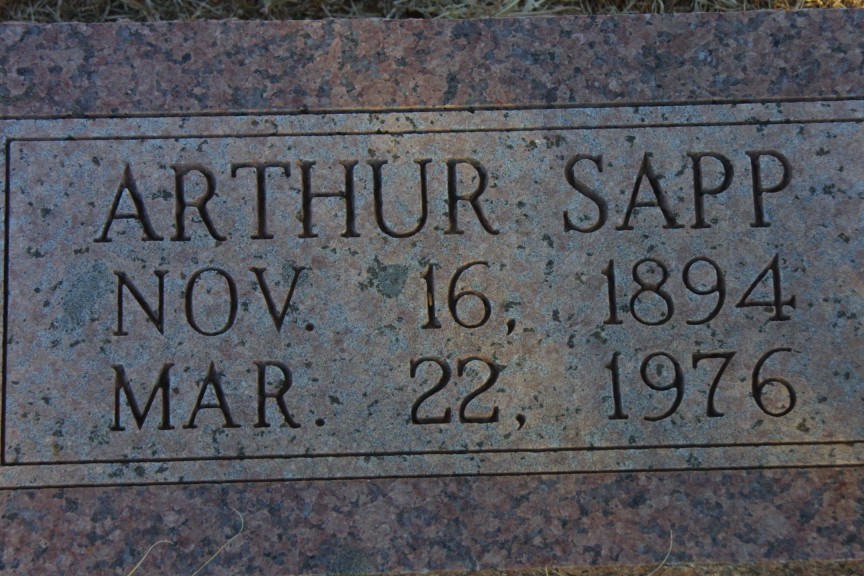 ARTHUR SAPP
NOV. 16, 1894
MAR. 22, 1976